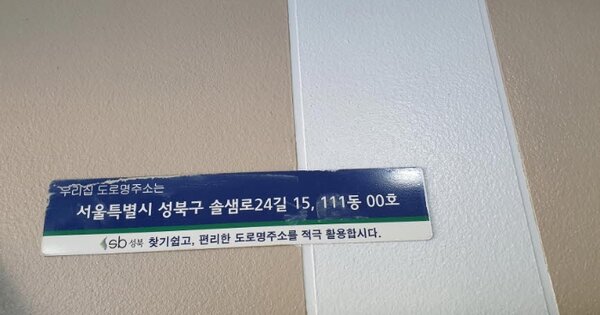 우리집 도로명주소는
서울특별시 성북구 솔샘로24길 15, 111동 00호
sb 성북 찾기쉽고, 편리한 도로명주소를 적극 활용합시다.